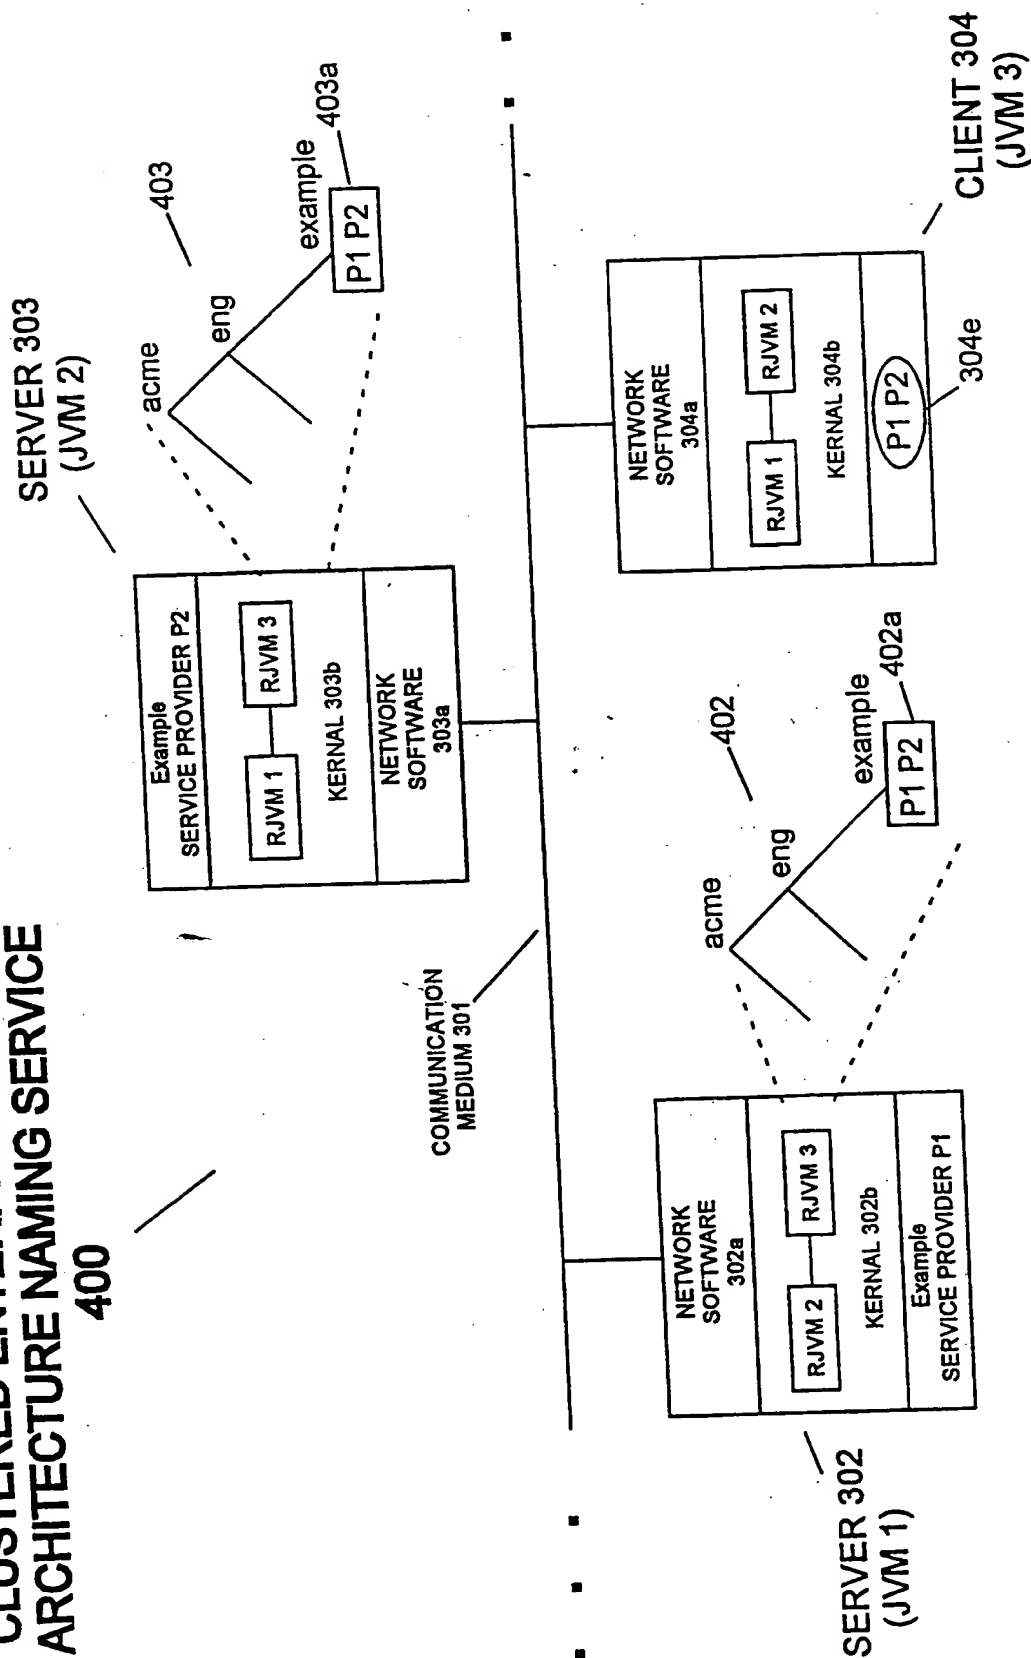 ARCHITECTURE NAMING SERVICE
400
SERVER 303
(JVM 2)
403
acme
eng
example
403a
P1 P2
Example
SERVICE PROVIDER P2
RJVM 1
RJVM 3
KERNAL 303b
NETWORK
SOFTWARE
303a
COMMUNICATION
MEDIUM 301
NETWORK
SOFTWARE
302a
RJVM 2
RJVM 3
KERNAL 302b
Example
SERVICE PROVIDER P1
SERVER 302
(JVM 1)
402
acme
eng
example
402a
P1 P2
NETWORK
SOFTWARE
304a
RJVM 1
RJVM 2
KERNAL 304b
P1 P2
304e
CLIENT 304
(JVM 3)